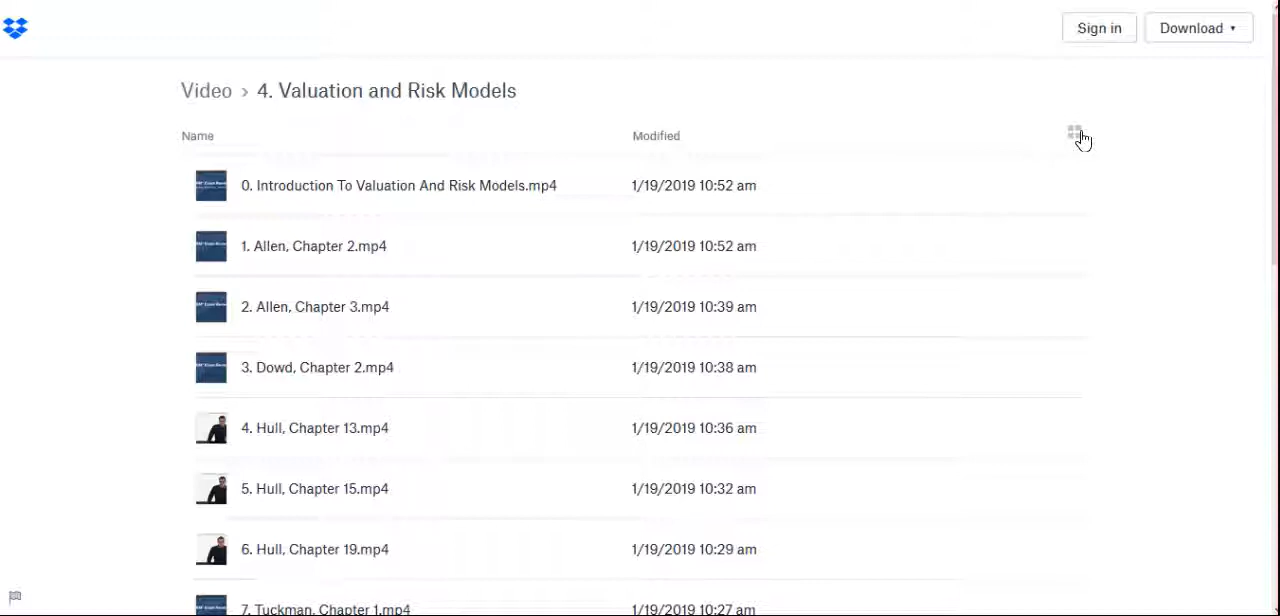 Sign in
Download
Video › 4. Valuation and Risk Models
Name Modified
0. Introduction To Valuation And Risk Models.mp4 1/19/2019 10:52 am
1. Allen, Chapter 2.mp4 1/19/2019 10:52 am
2. Allen, Chapter 3.mp4 1/19/2019 10:39 am
3. Dowd, Chapter 2.mp4 1/19/2019 10:38 am
4. Hull, Chapter 13.mp4 1/19/2019 10:36 am
5. Hull, Chapter 15.mp4 1/19/2019 10:32 am
6. Hull, Chapter 19.mp4 1/19/2019 10:29 am
7. Tuckman, Chapter 1.mp4 1/19/2019 10:27 am